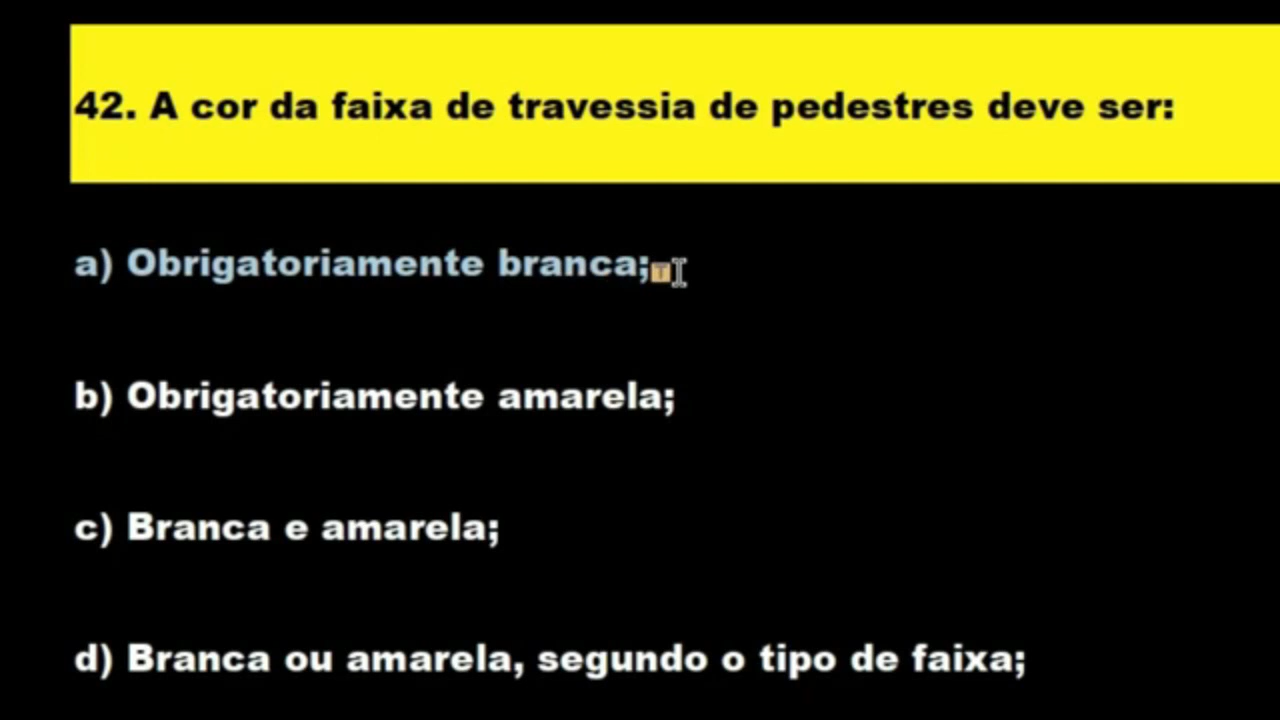 42. A cor da faixa de travessia de pedestres deve ser:
a) Obrigatoriamente branca;
b) Obrigatoriamente amarela;
c) Branca e amarela;
d) Branca ou amarela, segundo o tipo de faixa;